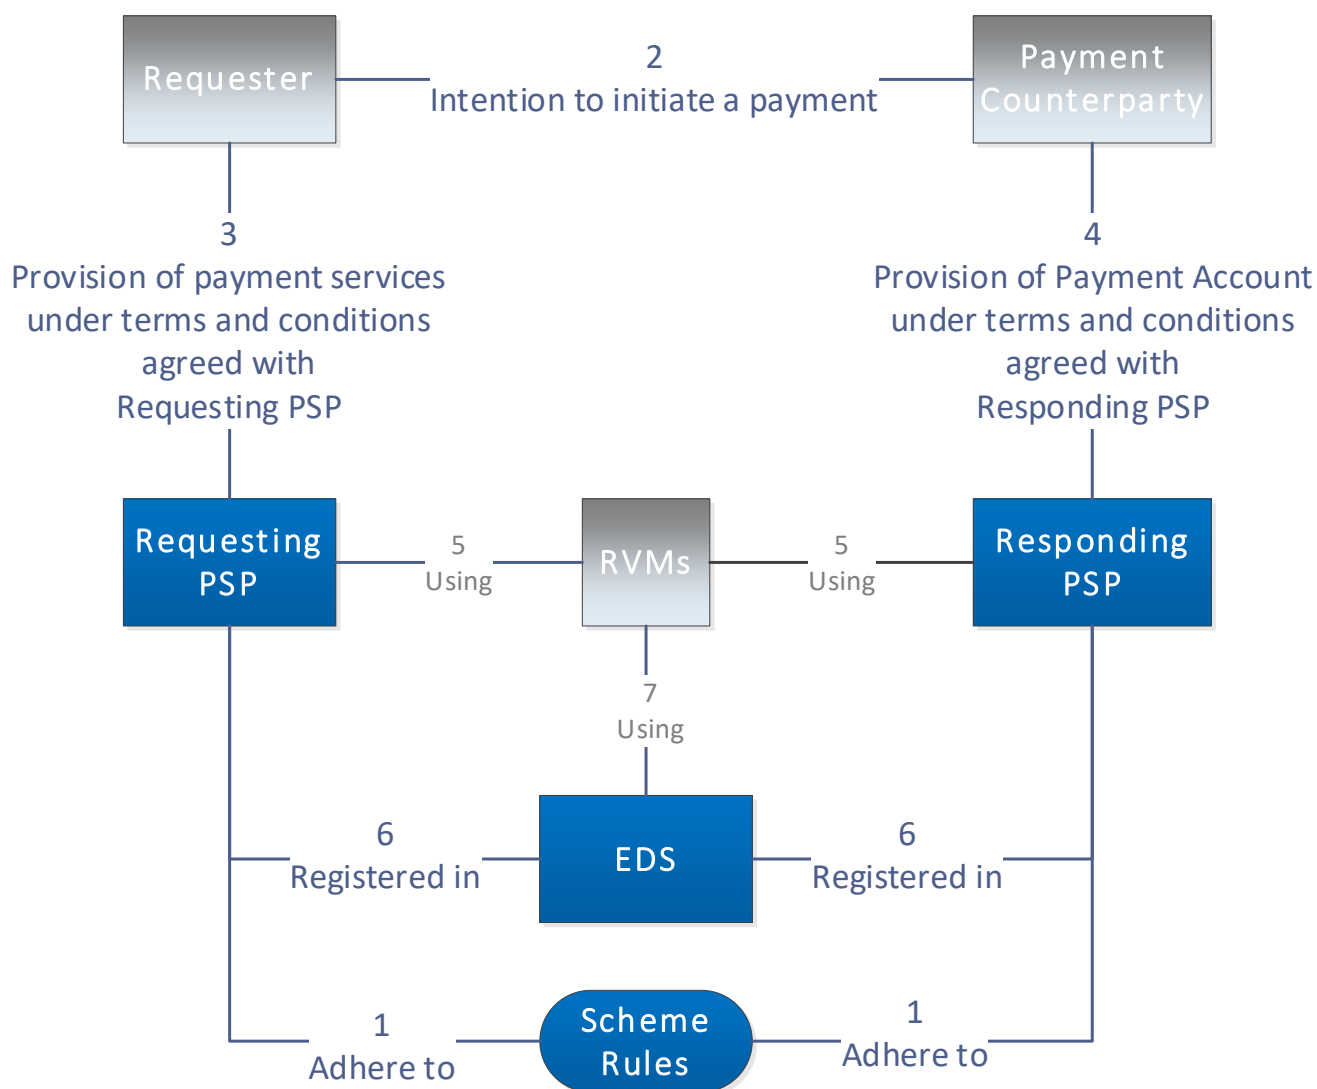 Requester
2
Intention to initiate a payment
Payment
Counterparty
3
Provision of payment services
under terms and conditions
agreed with
Requesting PSP
4
Provision of Payment Account
under terms and conditions
agreed with
Responding PSP
Requesting
PSP
5
Using
RVMs
5
Using
Responding
PSP
7
Using
6
Registered in
EDS
6
Registered in
1
Adhere to
Scheme
Rules
1
Adhere to